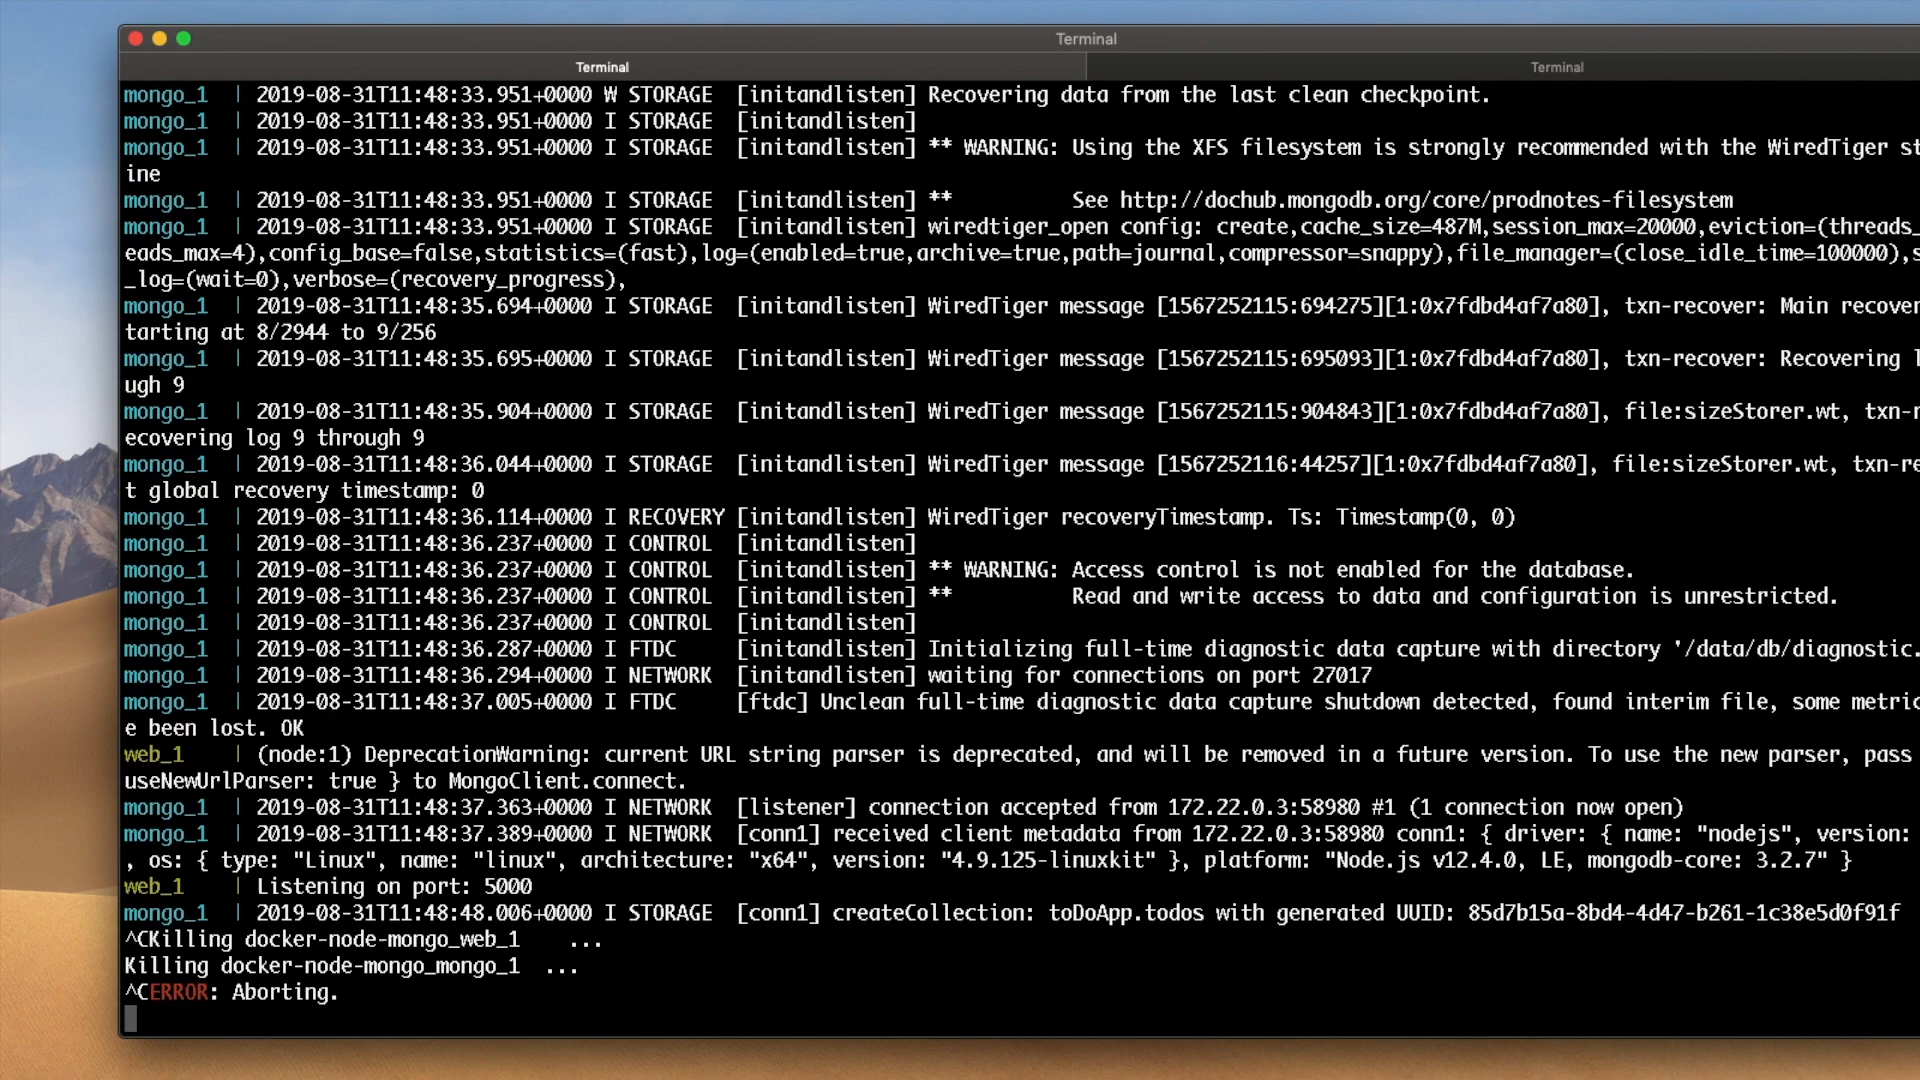 Terminal
Terminal Terminal
mongo_1 | 2019-08-31T11:48:33.951+0000 W STORAGE [initandlisten] Recovering data from the last clean checkpoint.
mongo_1 | 2019-08-31T11:48:33.951+0000 I STORAGE [initandlisten]
mongo_1 | 2019-08-31T11:48:33.951+0000 I STORAGE [initandlisten] ** WARNING: Using the XFS filesystem is strongly recommended with the WiredTiger st
ine
mongo_1 | 2019-08-31T11:48:33.951+0000 I STORAGE [initandlisten] ** See http://dochub.mongodb.org/core/prodnotes-filesystem
mongo_1 | 2019-08-31T11:48:33.951+0000 I STORAGE [initandlisten] wiredtiger_open config: create,cache_size=487M,session_max=20000,eviction=(threads_
eads_max=4),config_base=false,statistics=(fast),log=(enabled=true,archive=true,path=journal,compressor=snappy),file_manager=(close_idle_time=100000),s
_log=(wait=0),verbose=(recovery_progress),
mongo_1 | 2019-08-31T11:48:35.694+0000 I STORAGE [initandlisten] WiredTiger message [1567252115:694275][1:0x7fdbd4af7a80], txn-recover: Main recover
tarting at 8/2944 to 9/256
mongo_1 | 2019-08-31T11:48:35.695+0000 I STORAGE [initandlisten] WiredTiger message [1567252115:695093][1:0x7fdbd4af7a80], txn-recover: Recovering l
ugh 9
mongo_1 | 2019-08-31T11:48:35.904+0000 I STORAGE [initandlisten] WiredTiger message [1567252115:904843][1:0x7fdbd4af7a80], file:sizeStorer.wt, txn-r
ecovering log 9 through 9
mongo_1 | 2019-08-31T11:48:36.044+0000 I STORAGE [initandlisten] WiredTiger message [1567252116:44257][1:0x7fdbd4af7a80], file:sizeStorer.wt, txn-re
t global recovery timestamp: 0
mongo_1 | 2019-08-31T11:48:36.114+0000 I RECOVERY [initandlisten] WiredTiger recoveryTimestamp. Ts: Timestamp(0, 0)
mongo_1 | 2019-08-31T11:48:36.237+0000 I CONTROL [initandlisten]
mongo_1 | 2019-08-31T11:48:36.237+0000 I CONTROL [initandlisten] ** WARNING: Access control is not enabled for the database.
mongo_1 | 2019-08-31T11:48:36.237+0000 I CONTROL [initandlisten] ** Read and write access to data and configuration is unrestricted.
mongo_1 | 2019-08-31T11:48:36.237+0000 I CONTROL [initandlisten]
mongo_1 | 2019-08-31T11:48:36.287+0000 I FTDC [initandlisten] Initializing full-time diagnostic data capture with directory '/data/db/diagnostic.
mongo_1 | 2019-08-31T11:48:36.294+0000 I NETWORK [initandlisten] waiting for connections on port 27017
mongo_1 | 2019-08-31T11:48:37.005+0000 I FTDC [ftdc] Unclean full-time diagnostic data capture shutdown detected, found interim file, some metric
e been lost. OK
web_1 | (node:1) DeprecationWarning: current URL string parser is deprecated, and will be removed in a future version. To use the new parser, pass
useNewUrlParser: true } to MongoClient.connect.
mongo_1 | 2019-08-31T11:48:37.363+0000 I NETWORK [listener] connection accepted from 172.22.0.3:58980 #1 (1 connection now open)
mongo_1 | 2019-08-31T11:48:37.389+0000 I NETWORK [conn1] received client metadata from 172.22.0.3:58980 conn1: { driver: { name: "nodejs", version:
, os: { type: "Linux", name: "linux", architecture: "x64", version: "4.9.125-linuxkit" }, platform: "Node.js v12.4.0, LE, mongodb-core: 3.2.7" }
web_1 | Listening on port: 5000
mongo_1 | 2019-08-31T11:48:48.006+0000 I STORAGE [conn1] createCollection: toDoApp.todos with generated UUID: 85d7b15a-8bd4-4d47-b261-1c38e5d0f91f
^CKilling docker-node-mongo_web_1 ...
Killing docker-node-mongo_mongo_1 ...
^CERROR: Aborting.